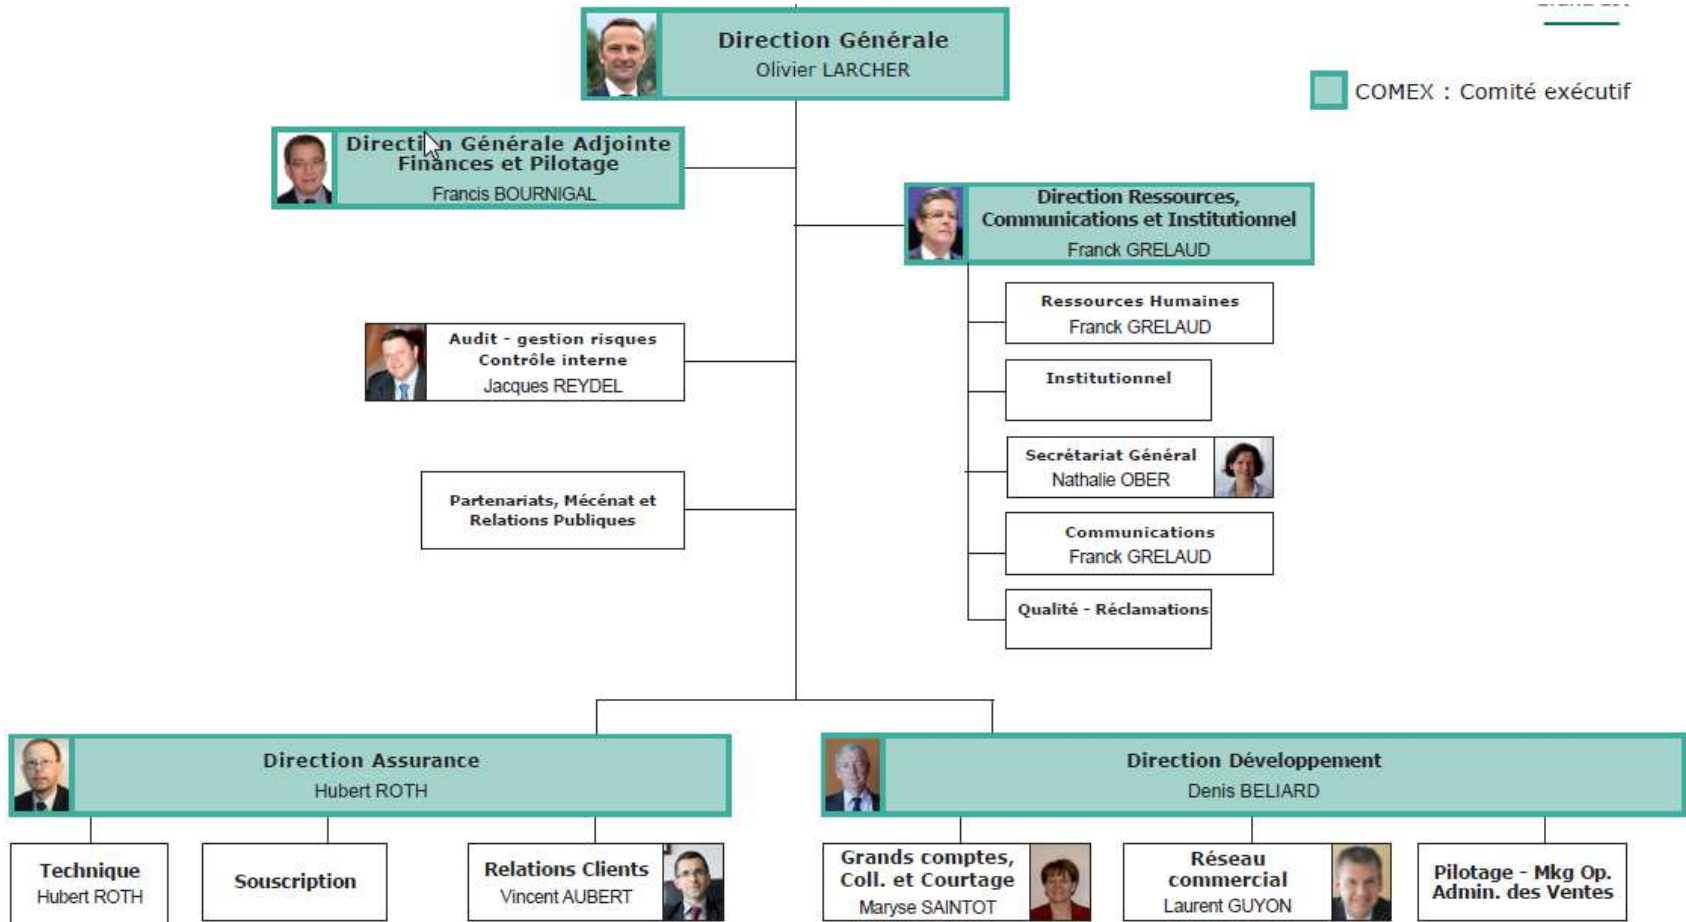 Direction Générale
Olivier LARCHER
COMEX : Comité exécutif
Direction Générale Adjointe
Finances et Pilotage
Francis BOURNIGAL
Direction Ressources,
Communications et Institutionnel
Franck GRELAUD
Ressources Humaines
Franck GRELAUD
Audit - gestion risques
Contrôle interne
Jacques REYDEL
Institutionnel
Secrétariat Général
Nathalie OBER
Partenariats, Mécénat et
Relations Publiques
Communications
Franck GRELAUD
Qualité - Réclamations
Direction Assurance
Hubert ROTH
Direction Développement
Denis BELIARD
Technique
Hubert ROTH
Souscription
Relations Clients
Vincent AUBERT
Grands comptes,
Coll. et Courtage
Maryse SAINTOT
Réseau
commercial
Laurent GUYON
Pilotage - Mkg Op.
Admin. des Ventes